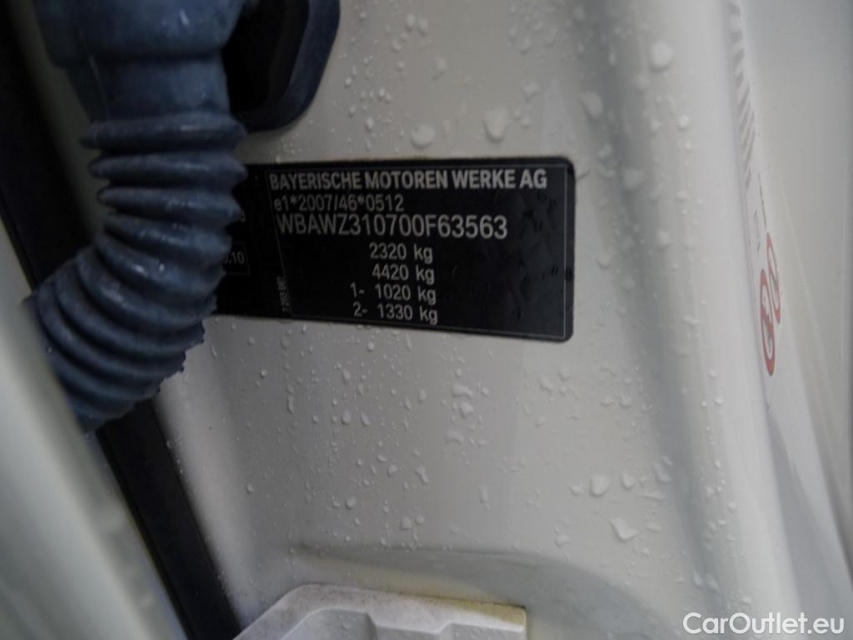 BAYERISCHE MOTOREN WERKE AG
e1*2007/46*0512
WBAWZ310700F63563
2320 kg
4420 kg
1- 1020 kg
2- 1330 kg
CarOutlet.eu